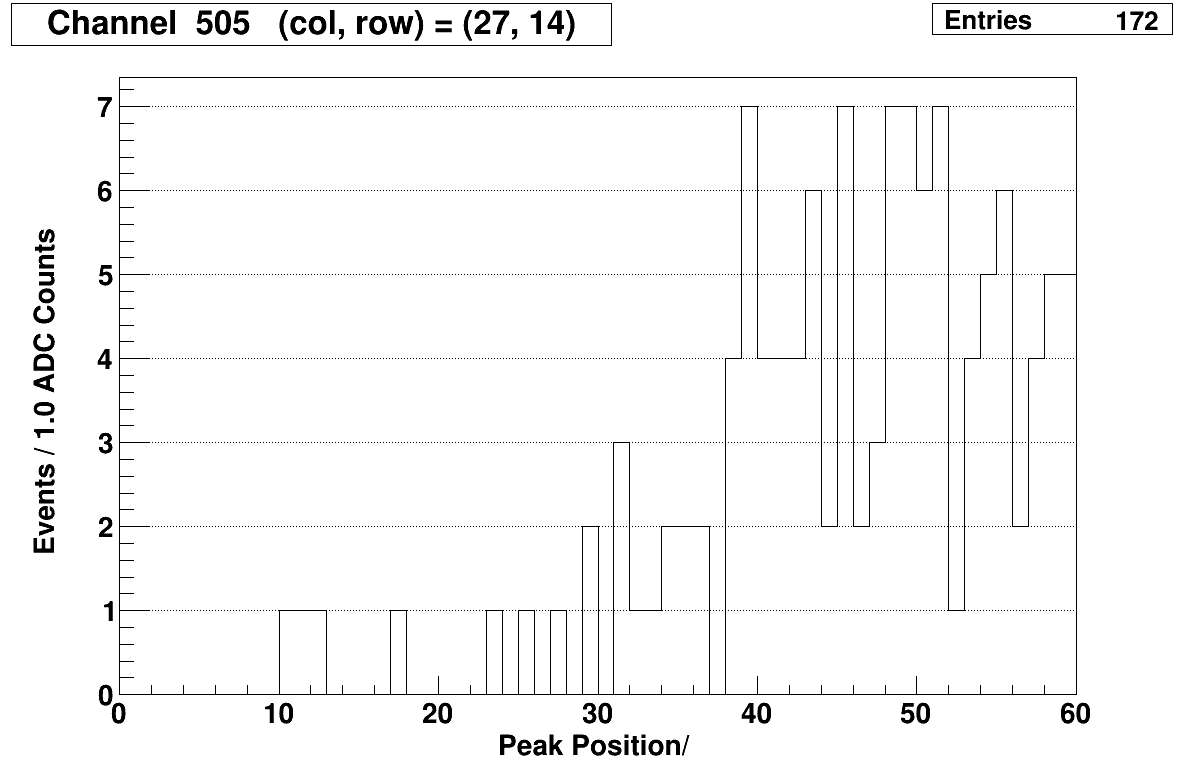 Channel 505 (col, row) = (27, 14)
Entries 172
Events / 1.0 ADC Counts
7
6
5
4
3
2
1
0
0 10 20 30 40 50 60
Peak Position/